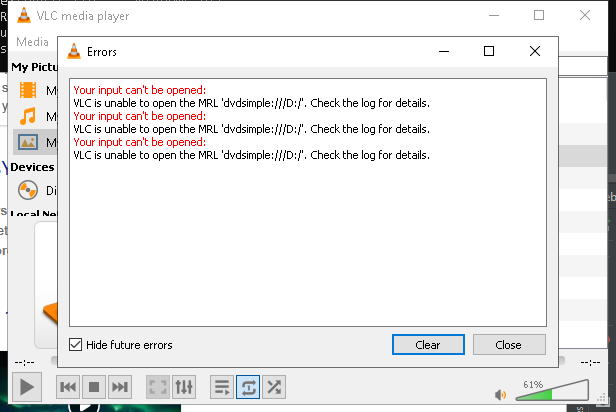 VLC media player
Media
Errors
My Pictu
Your input can't be opened:
VLC is unable to open the MRL 'dvdsimple:///D:/'. Check the log for details.
Your input can't be opened:
VLC is unable to open the MRL 'dvdsimple:///D:/'. Check the log for details.
Your input can't be opened:
VLC is unable to open the MRL 'dvdsimple:///D:/'. Check the log for details.
My
M
My
Devices
Di
Local Net
Hide future errors
Clear
Close
--:--
--:--
61%